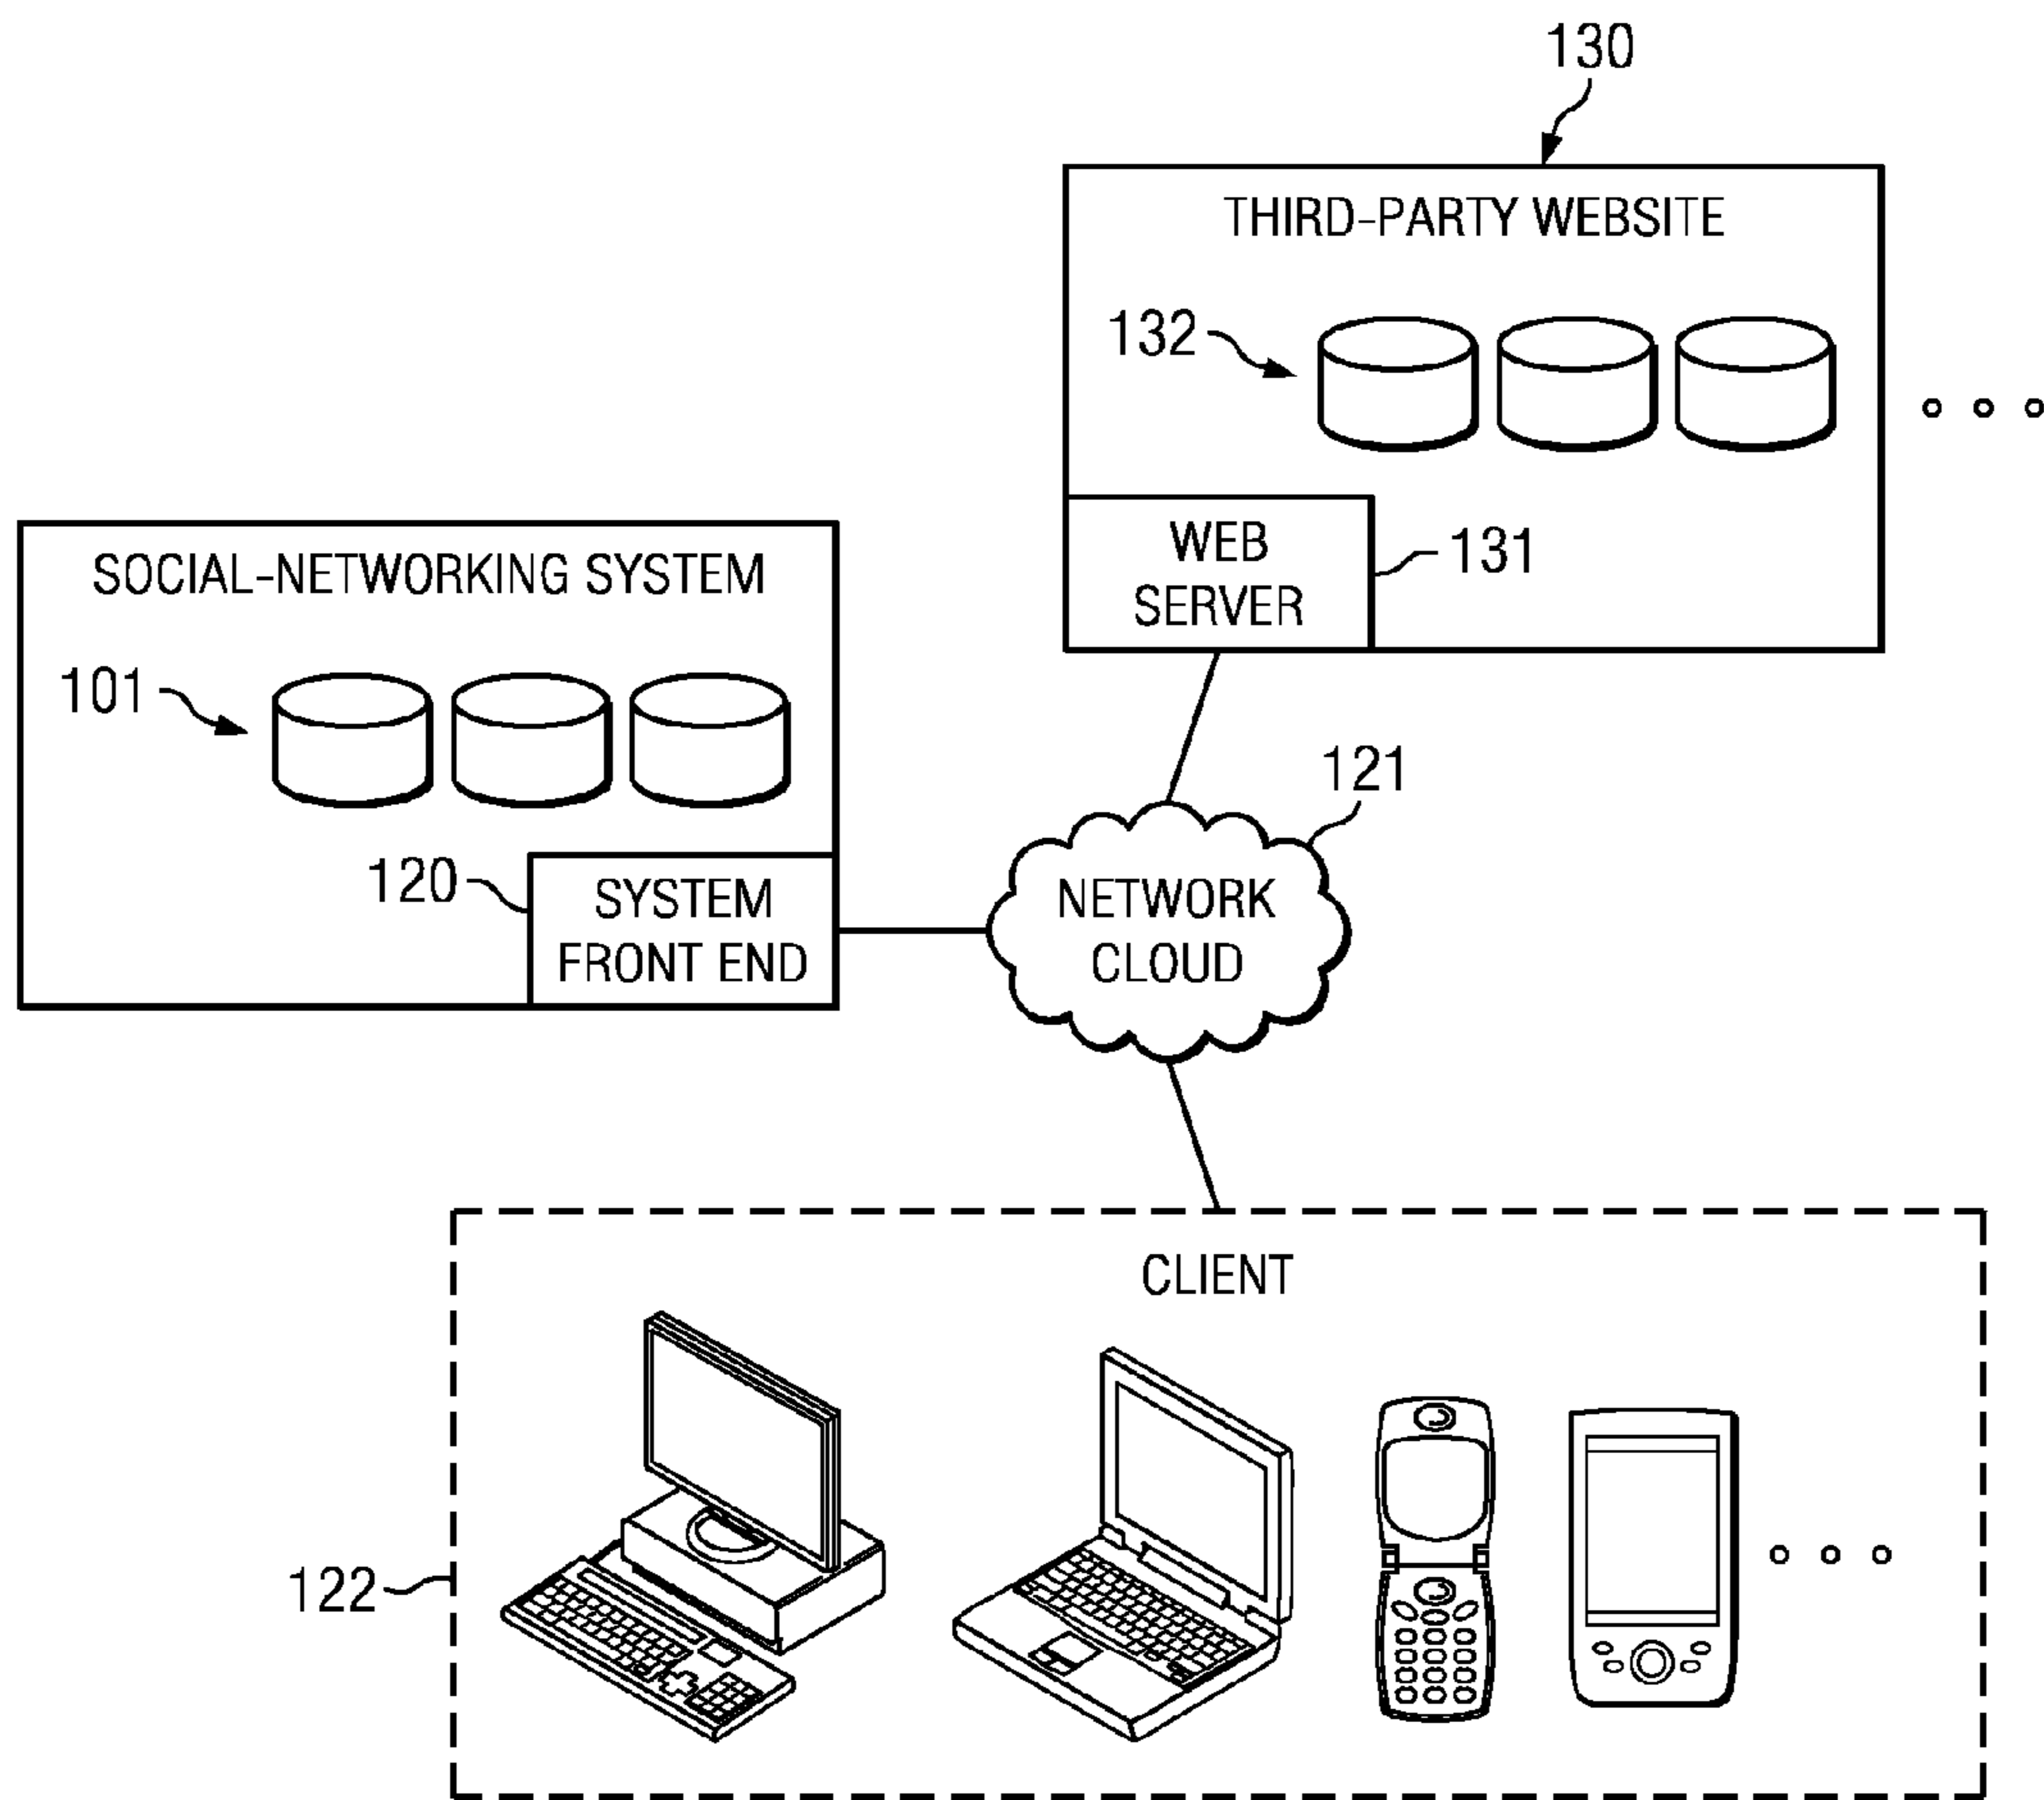 130
THIRD-PARTY WEBSITE
132
WEB
SERVER
131
SOCIAL-NETWORKING SYSTEM
101
120
SYSTEM
FRONT END
121
NETWORK
CLOUD
CLIENT
122